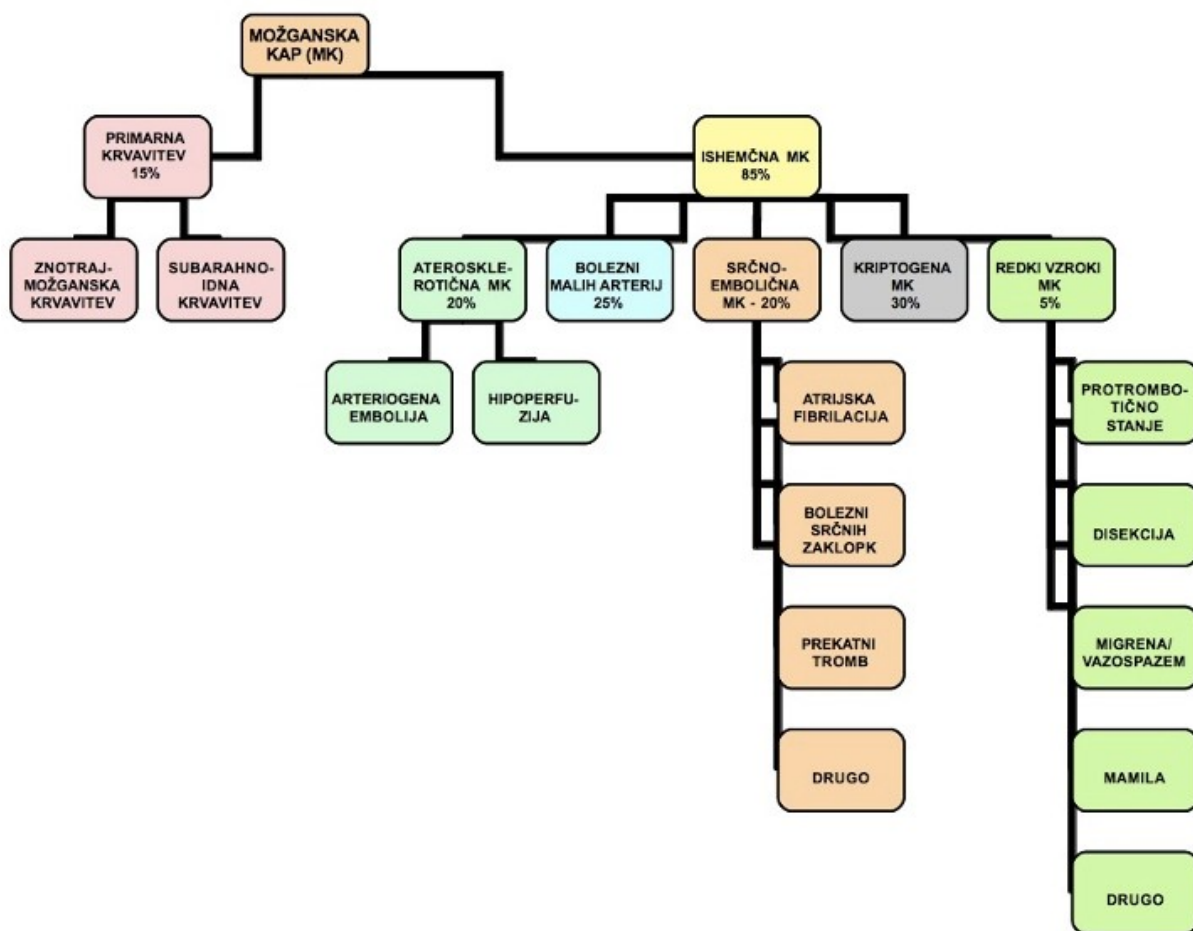 MOŽGANSKA
KAP (MK)
PRIMARNA
KRVAVITEV
15%
ISHEMČNA MK
85%
ZNOTRAJ-
MOŽGANSKA
KRVAVITEV
SUBARAHNO-
IDNA
KRVAVITEV
ATEROSKLE-
ROTIČNA MK
20%
BOLEZNI
MALIH ARTERIJ
25%
SRČNO-
EMBOLIČNA
MK - 20%
KRIPTOGENA
MK
30%
REDKI VZROKI
MK
5%
ARTERIOGENA
EMBOLIJA
HIPOPERFU-
ZIJA
ATRIJSKA
FIBRILACIJA
PROTROMBO-
TIČNO
STANJE
BOLEZNI
SRČNIH
ZAKLOPK
DISEKCIJA
PREKATNI
TROMB
MIGRENA/
VAZOSPAZEM
DRUGO
MAMILA
DRUGO